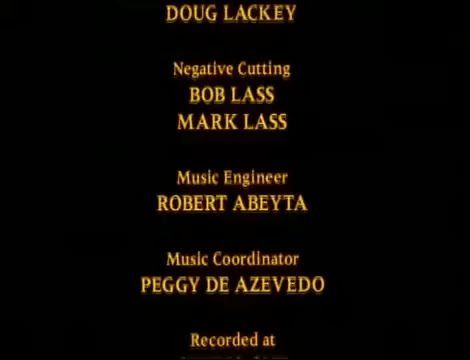 DOUG LACKEY
Negative Cutting
BOB LASS
MARK LASS
Music Engineer
ROBERT ABEYTA
Music Coordinator
PEGGY DE AZEVEDO
Recorded at